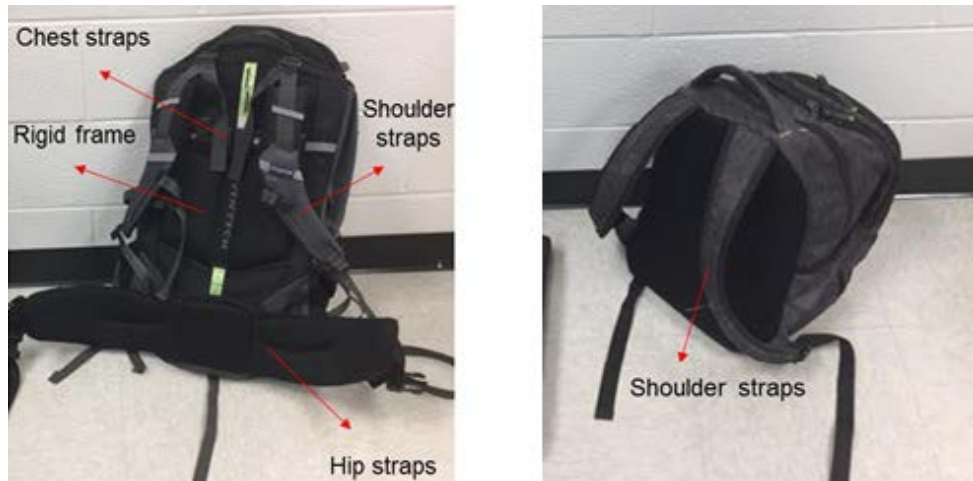 Chest straps
Rigid frame
Shoulder
straps
Hip straps
Shoulder straps